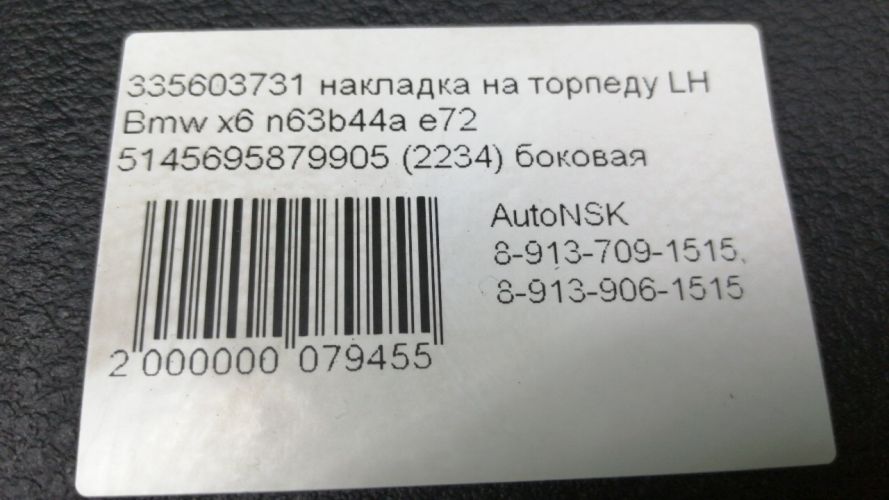 335603731 накладка на торпеду LH
Bmw x6 n63b44a e72
5145695879905 (2234) боковая
AutoNSK
8-913-709-1515,
8-913-906-1515
2 000000 079455